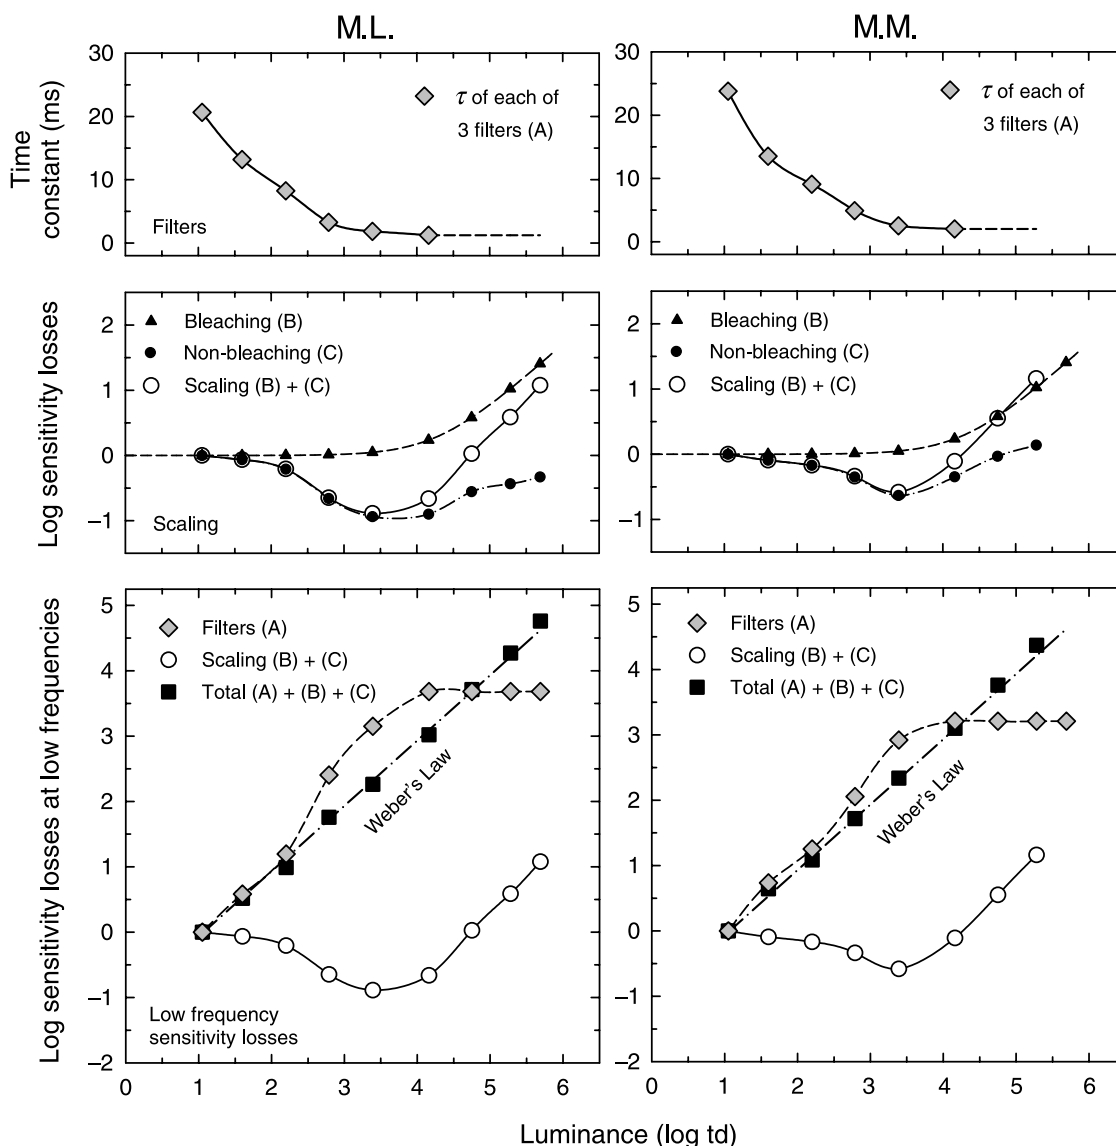 M.L.
M.M.
Time
constant (ms)
30
20
10
0
τ of each of
3 filters (A)
Filters
30
20
10
0
τ of each of
3 filters (A)
Log sensitivity losses
2
1
0
−1
Bleaching (B)
Non-bleaching (C)
Scaling (B) + (C)
Scaling
2
1
0
−1
Bleaching (B)
Non-bleaching (C)
Scaling (B) + (C)
Log sensitivity losses at low frequencies
5
4
3
2
1
0
−1
−2
Filters (A)
Scaling (B) + (C)
Total (A) + (B) + (C)
Weber's Law
Low frequency
sensitivity losses
0 1 2 3 4 5 6
5
4
3
2
1
0
−1
−2
Filters (A)
Scaling (B) + (C)
Total (A) + (B) + (C)
Weber's Law
0 1 2 3 4 5 6
Luminance (log td)